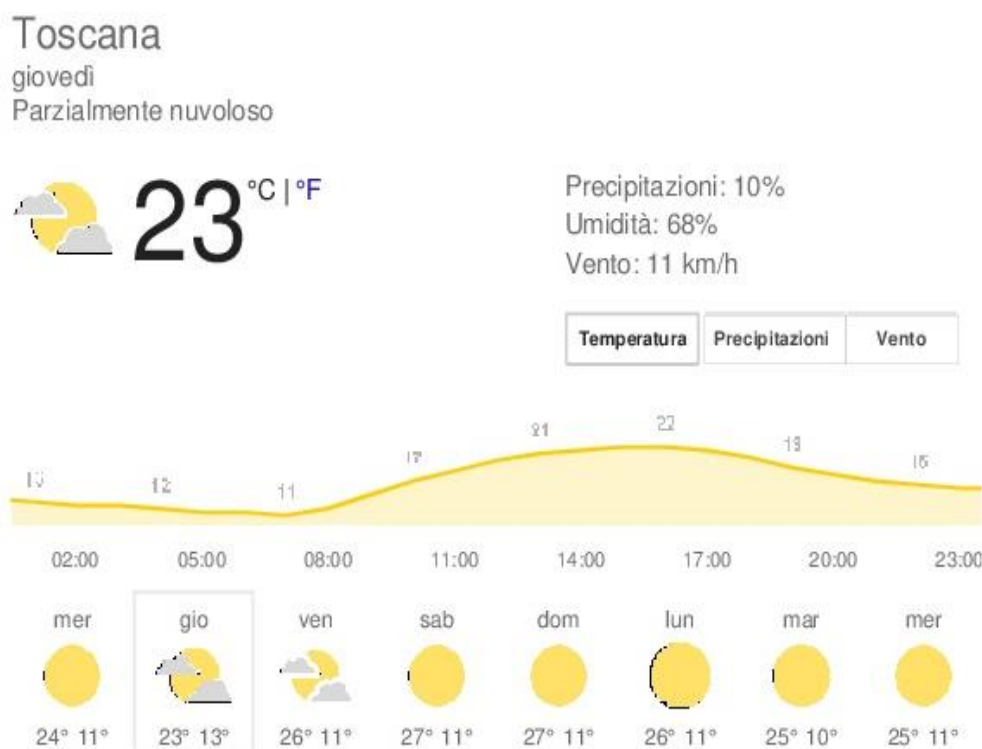 Toscana
giovedì
Parzialmente nuvoloso
23 °C | °F
Precipitazioni: 10%
Umidità: 68%
Vento: 11 km/h
Temperatura Precipitazioni Vento
12 11 21 22 15
02:00 05:00 08:00 11:00 14:00 17:00 20:00 23:00
mer gio ven sab dom lun mar mer
24° 11° 23° 13° 26° 11° 27° 11° 27° 11° 26° 11° 25° 10° 25° 11°